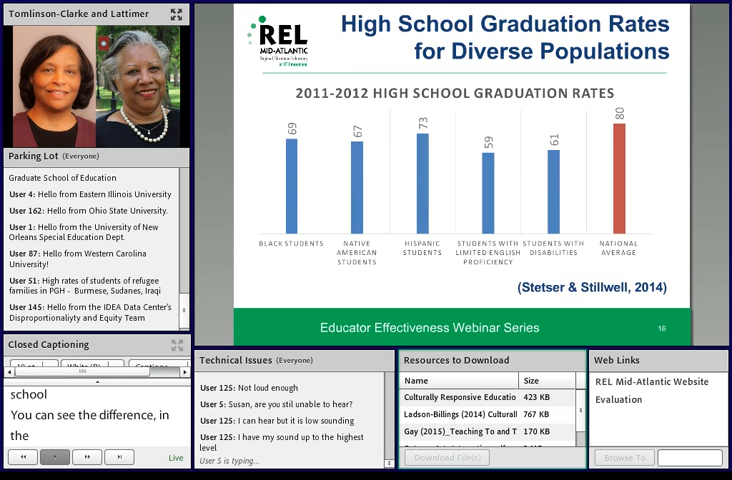 Tomlinson-Clarke and Lattimer
Parking Lot (Everyone)
Graduate School of Education
User 4: Hello from Eastern Illinois University
User 162: Hello from Ohio State University.
User 1: Hello from the University of New
Orleans Special Education Dept.
User 87: Hello from Western Carolina
University!
User 51: High rates of students of refugee
families in PGH - Burmese, Sudanes, Iraqi
User 145: Hello from the IDEA Data Center's
Disproportionaliyty and Equity Team
Closed Captioning
school
You can see the difference, in
the
Live
REL
MID-ATLANTIC
High School Graduation Rates
for Diverse Populations
2011-2012 HIGH SCHOOL GRADUATION RATES
69 67 73 59 61 80
BLACK STUDENTS
NATIVE
AMERICAN
STUDENTS
HISPANIC
STUDENTS
STUDENTS WITH
LIMITED ENGLISH
PROFICIENCY
STUDENTS WITH
DISABILITIES
NATIONAL
AVERAGE
(Stetser & Stillwell, 2014)
Educator Effectiveness Webinar Series
16
Technical Issues (Everyone)
User 125: Not loud enough
User 5: Susan, are you stil unable to hear?
User 125: I can hear but it is low sounding
User 125: I have my sound up to the highest
level
User 5 is typing...
Resources to Download
Name Size
Culturally Responsive Educatio 423 KB
Ladson-Billings (2014) Culturall 767 KB
Gay (2015)_Teaching To and T 170 KB
Download File(s)
Web Links
REL Mid-Atlantic Website
Evaluation
Browse To